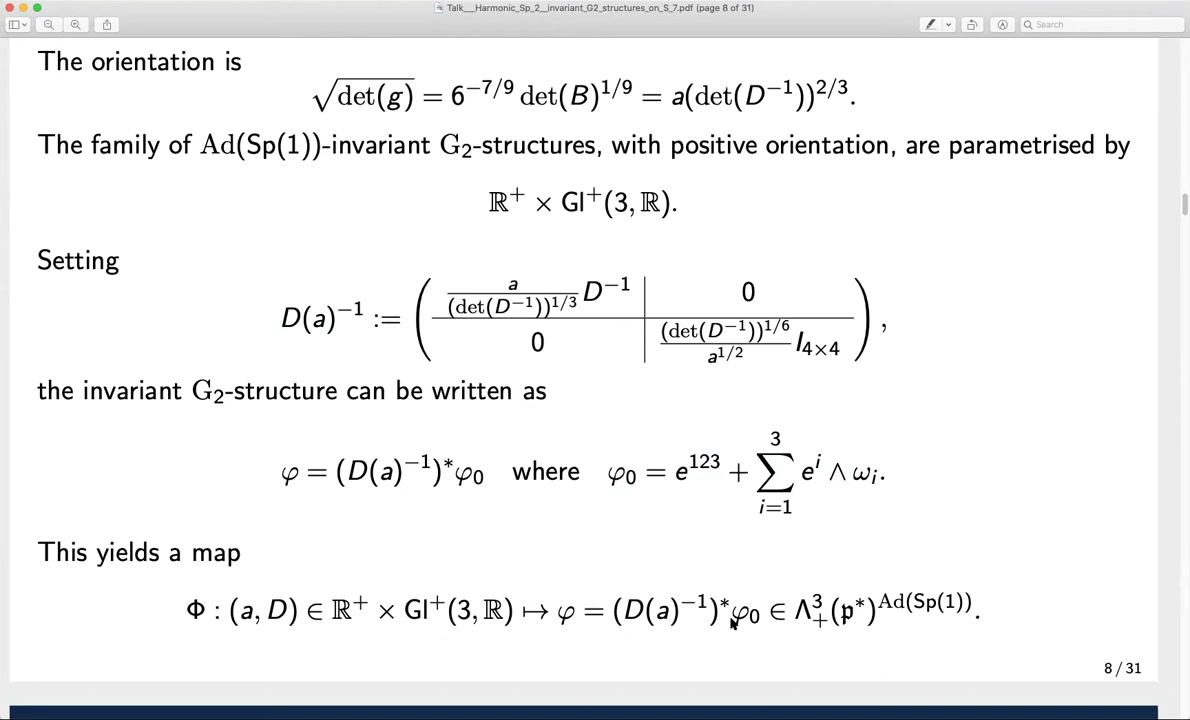 Talk__Harmonic_Sp_2__invariant_G2_structures_on_S_7.pdf (page 8 of 31)
Search
The orientation is
√det(g) = 6^{-7/9} det(B)^{1/9} = a(det(D^{-1}))^{2/3}.
The family of Ad(Sp(1))-invariant G₂-structures, with positive orientation, are parametrised by
ℝ⁺ × Gl⁺(3, ℝ).
Setting
D(a)^{-1} := ( a/(det(D^{-1}))^{1/3} D^{-1} | 0
0 | (det(D^{-1}))^{1/6}/a^{1/2} I_{4×4} ),
the invariant G₂-structure can be written as
φ = (D(a)^{-1})^*φ₀ where φ₀ = e^{123} + ∑_{i=1}^{3} e^i ∧ ω_i.
This yields a map
Φ : (a, D) ∈ ℝ⁺ × Gl⁺(3, ℝ) ↦ φ = (D(a)^{-1})^*φ₀ ∈ Λ³₊(𝔭^*)^{Ad(Sp(1))}.
8 / 31